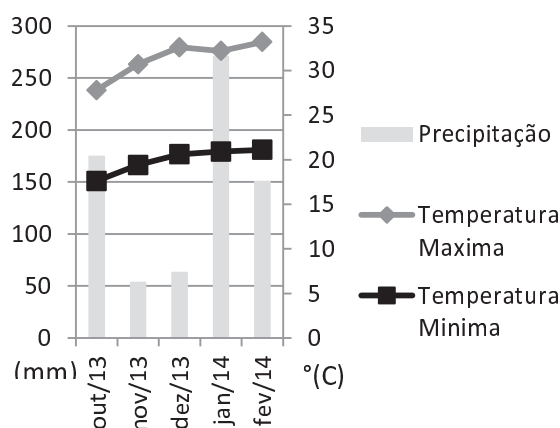 300
250
200
150
100
50
0
(mm)
35
30
25
20
15
10
5
0
°(C)
out/13
nov/13
dez/13
jan/14
fev/14
Precipitação
Temperatura
Maxima
Temperatura
Minima